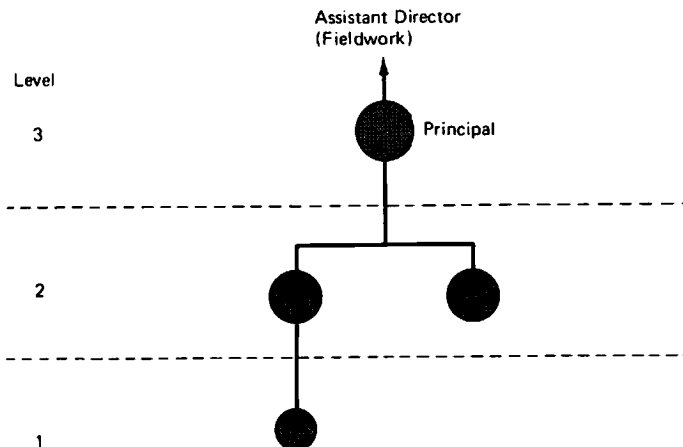 Assistant Director
(Fieldwork)
Level
3
Principal
2
1